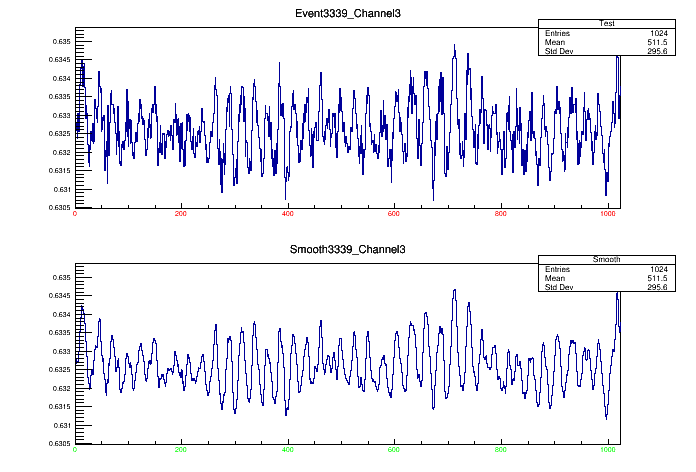 Event3339_Channel3
Test
Entries 1024
Mean 511.5
Std Dev 295.6
0.635
0.6345
0.634
0.6335
0.633
0.6325
0.632
0.6315
0.631
0.6305
0 200 400 600 800 1000
Smooth3339_Channel3
Smooth
Entries 1024
Mean 511.5
Std Dev 295.6
0.635
0.6345
0.634
0.6335
0.633
0.6325
0.632
0.6315
0.631
0.6305
0 200 400 600 800 1000